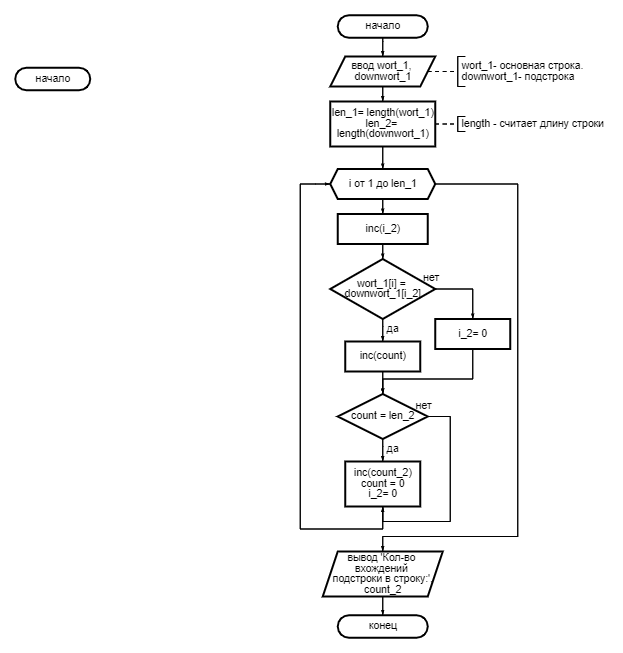 начало
начало
ввод wort_1,
downwort_1
wort_1- основная строка.
downwort_1- подстрока
len_1= length(wort_1)
len_2=
length(downwort_1)
length - считает длину строки
i от 1 до len_1
inc(i_2)
wort_1[i] =
downwort_1[i_2]
нет
да
i_2= 0
inc(count)
count = len_2
нет
да
inc(count_2)
count = 0
i_2= 0
вывод 'Кол-во
вхождений
подстроки в строку:',
count_2
конец